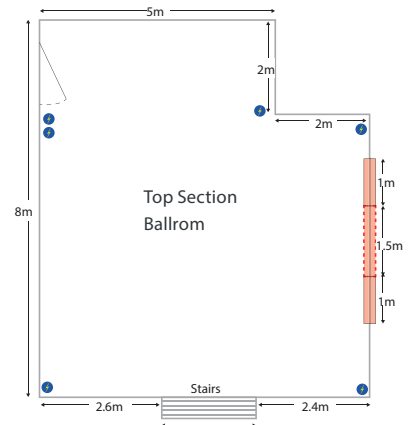 5m
2m
2m
1m
8m
Top Section
Ballrom
1.5m
1m
Stairs
2.6m
2.4m